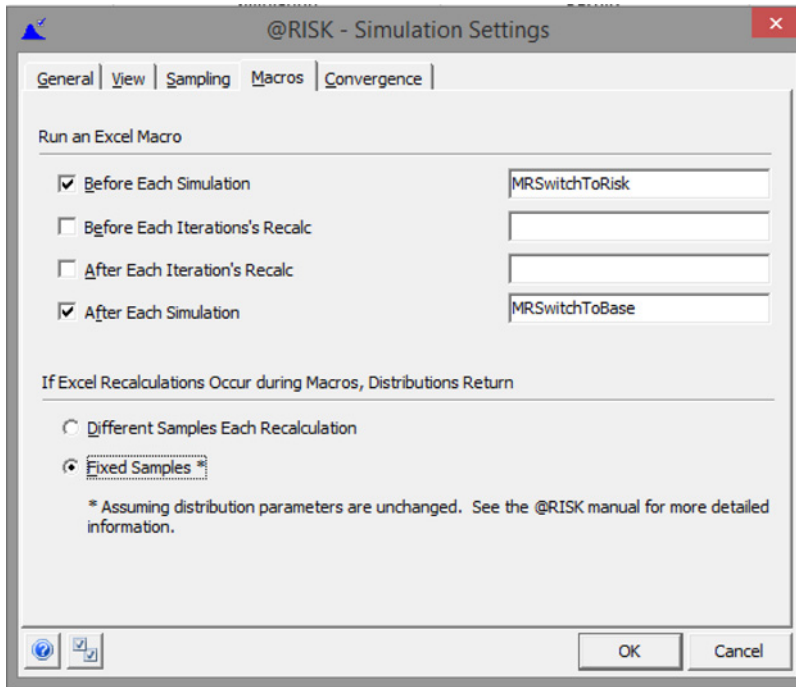 @RISK - Simulation Settings
General View Sampling Macros Convergence
Run an Excel Macro
Before Each Simulation MRSwitchToRisk
Before Each Iterations's Recalc
After Each Iteration's Recalc
After Each Simulation MRSwitchToBase
If Excel Recalculations Occur during Macros, Distributions Return
Different Samples Each Recalculation
Fixed Samples *
* Assuming distribution parameters are unchanged. See the @RISK manual for more detailed
information.
OK Cancel